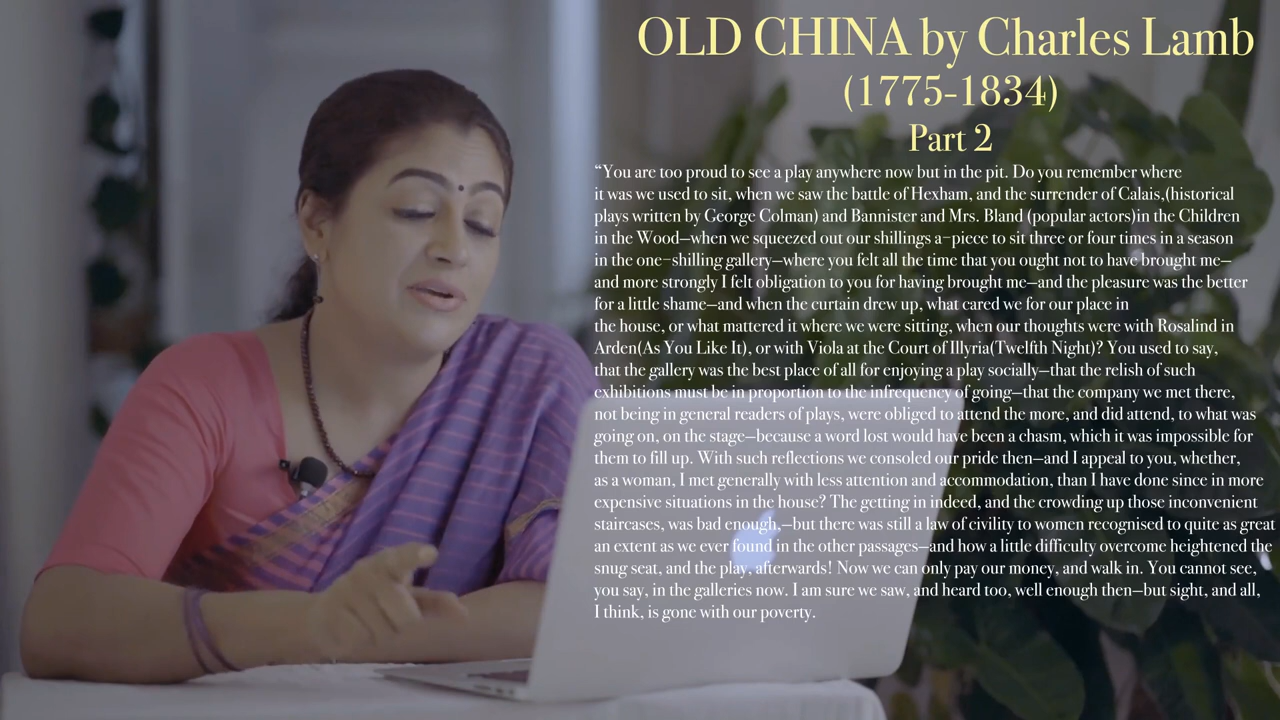 OLD CHINA by Charles Lamb
(1775-1834)
Part 2
“You are too proud to see a play anywhere now but in the pit. Do you remember where
it was we used to sit, when we saw the battle of Hexham, and the surrender of Calais,(historical
plays written by George Colman) and Bannister and Mrs. Bland (popular actors)in the Children
in the Wood—when we squeezed out our shillings a-piece to sit three or four times in a season
in the one-shilling gallery—where you felt all the time that you ought not to have brought me—
and more strongly I felt obligation to you for having brought me—and the pleasure was the better
for a little shame—and when the curtain drew up, what cared we for our place in
the house, or what mattered it where we were sitting, when our thoughts were with Rosalind in
Arden(As You Like It), or with Viola at the Court of Illyria(Twelfth Night)? You used to say,
that the gallery was the best place of all for enjoying a play socially—that the relish of such
exhibitions must be in proportion to the infrequency of going—that the company we met there,
not being in general readers of plays, were obliged to attend the more, and did attend, to what was
going on, on the stage—because a word lost would have been a chasm, which it was impossible for
them to fill up. With such reflections we consoled our pride then—and I appeal to you, whether,
as a woman, I met generally with less attention and accommodation, than I have done since in more
expensive situations in the house? The getting in indeed, and the crowding up those inconvenient
staircases, was bad enough,—but there was still a law of civility to women recognised to quite as great
an extent as we ever found in the other passages—and how a little difficulty overcome heightened the
snug seat, and the play, afterwards! Now we can only pay our money, and walk in. You cannot see,
you say, in the galleries now. I am sure we saw, and heard too, well enough then—but sight, and all,
I think, is gone with our poverty.